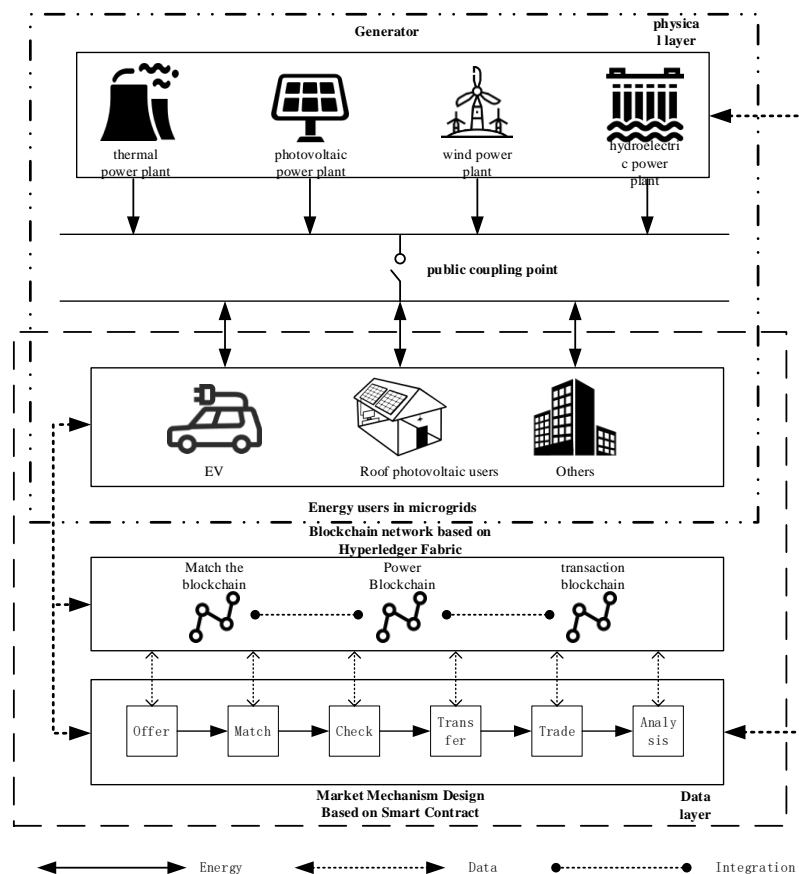 Generator
physica
l layer
thermal
power plant
photovoltaic
power plant
wind power
plant
hydroelectri
c power
plant
public coupling point
EV
Roof photovoltaic users
Others
Energy users in microgrids
Blockchain network based on
Hyperledger Fabric
Match the
blockchain
Power
Blockchain
transaction
blockchain
Offer
Match
Check
Trans
fer
Trade
Analy
sis
Market Mechanism Design
Based on Smart Contract
Data
layer
Energy
Data
Integration